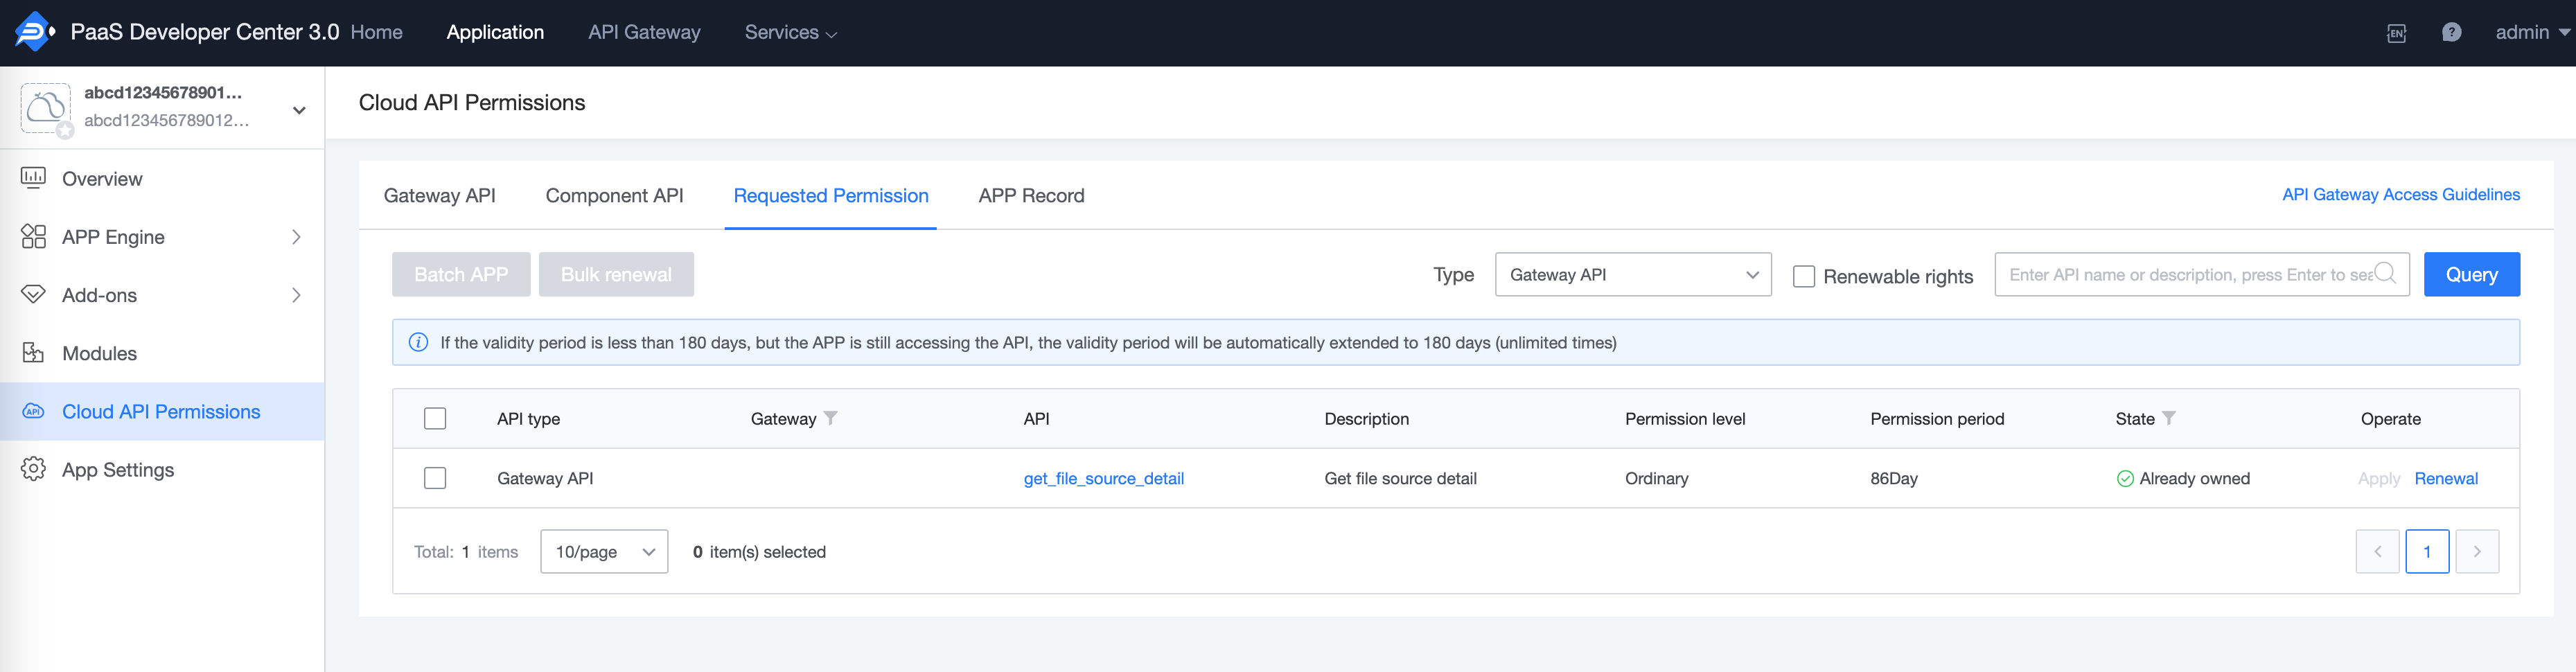 PaaS Developer Center 3.0 Home Application API Gateway Services EN ? admin
abcd12345678901...
abcd123456789012...
Cloud API Permissions
Overview
APP Engine
Add-ons
Modules
API Cloud API Permissions
App Settings
Gateway API Component API Requested Permission APP Record API Gateway Access Guidelines
Batch APP Bulk renewal Type Gateway API Renewable rights Enter API name or description, press Enter to sea Query
If the validity period is less than 180 days, but the APP is still accessing the API, the validity period will be automatically extended to 180 days (unlimited times)
API type Gateway API Description Permission level Permission period State Operate
Gateway API get_file_source_detail Get file source detail Ordinary 86Day Already owned Apply Renewal
Total: 1 items 10/page 0 item(s) selected 1